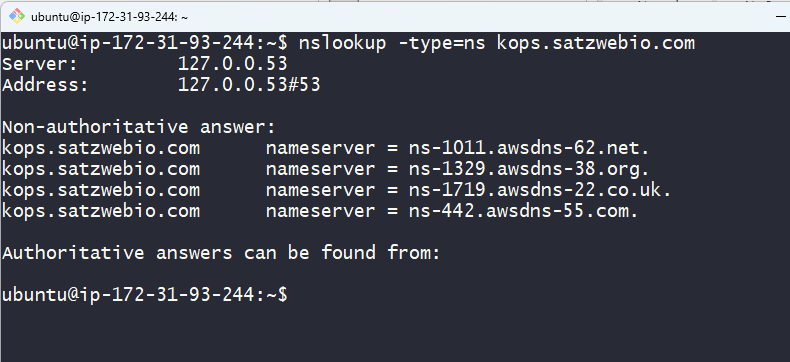 ubuntu@ip-172-31-93-244: ~
ubuntu@ip-172-31-93-244:~$ nslookup -type=ns kops.satzwebio.com
Server:         127.0.0.53
Address:        127.0.0.53#53
Non-authoritative answer:
kops.satzwebio.com      nameserver = ns-1011.awsdns-62.net.
kops.satzwebio.com      nameserver = ns-1329.awsdns-38.org.
kops.satzwebio.com      nameserver = ns-1719.awsdns-22.co.uk.
kops.satzwebio.com      nameserver = ns-442.awsdns-55.com.
Authoritative answers can be found from:
ubuntu@ip-172-31-93-244:~$